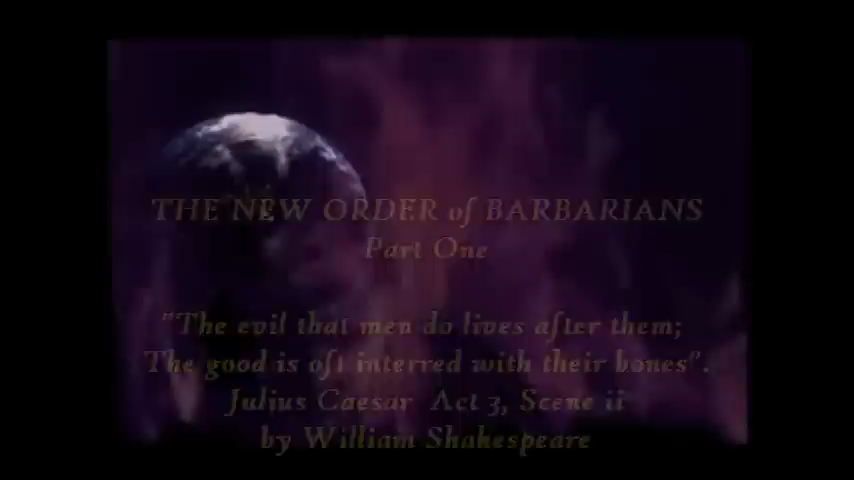 THE NEW ORDER of BARBARIANS
Part One
"The evil that men do lives after them;
The good is oft interred with their bones".
Julius Caesar Act 3, Scene ii
by William Shakespeare